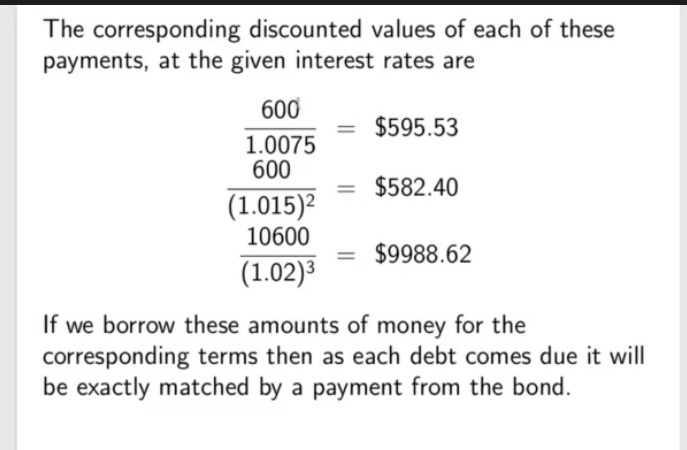 The corresponding discounted values of each of these
payments, at the given interest rates are
600
1.0075
= $595.53
600
(1.015)²
= $582.40
10600
(1.02)³
= $9988.62
If we borrow these amounts of money for the
corresponding terms then as each debt comes due it will
be exactly matched by a payment from the bond.